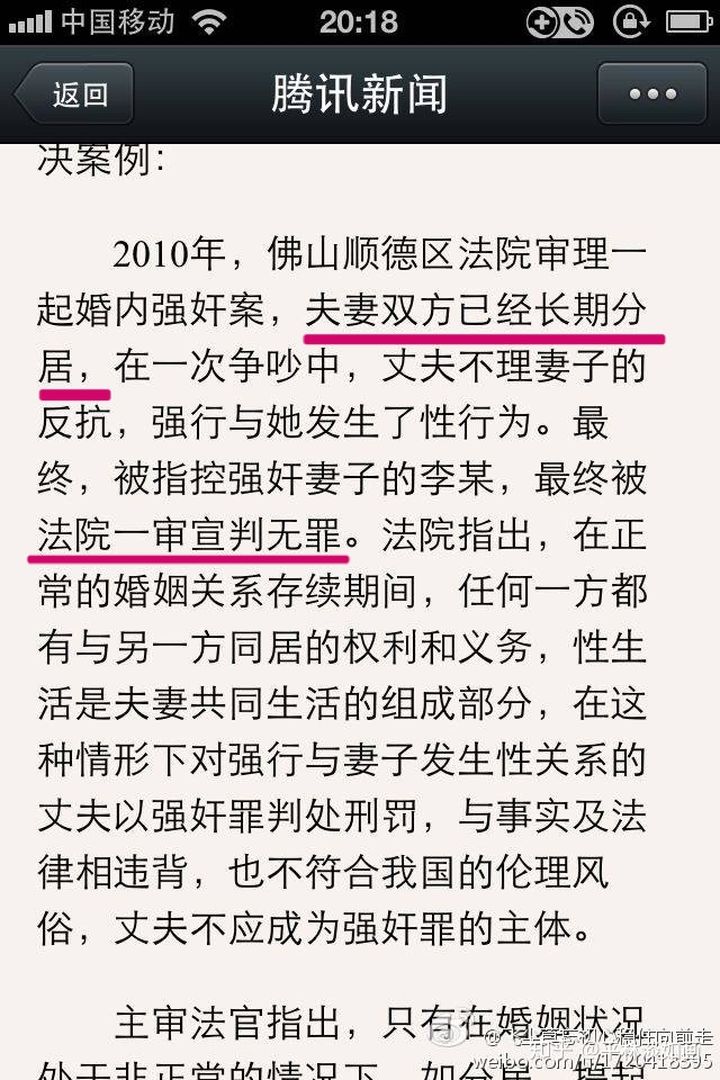 中国移动
20:18
返回
腾讯新闻
决案例：
2010年，佛山顺德区法院审理一
起婚内强奸案，夫妻双方已经长期分
居，在一次争吵中，丈夫不理妻子的
反抗，强行与她发生了性行为。最
终，被指控强奸妻子的李某，最终被
法院一审宣判无罪。法院指出，在正
常的婚姻关系存续期间，任何一方都
有与另一方同居的权利和义务，性生
活是夫妻共同生活的组成部分，在这
种情形下对强行与妻子发生性关系的
丈夫以强奸罪判处刑罚，与事实及法
律相违背，也不符合我国的伦理风
俗，丈夫不应成为强奸罪的主体。
主审法官指出，只有在婚姻状况
处于非正常的情况下，如分居、提起
weibo.com/u/1720418395